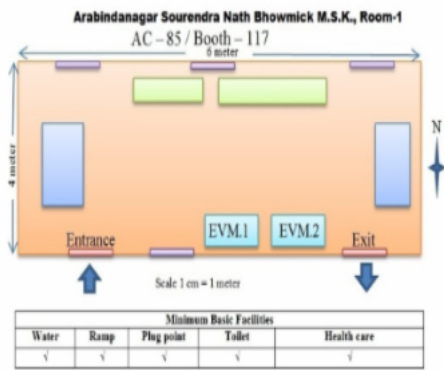 Arabindanagar Sourendra Nath Bhowmick M.S.K., Room-1
AC – 85 / Booth – 117
6 meter
4 meter
N
EVM.1 EVM.2
Entrance Exit
Scale 1 cm = 1 meter
Minimum Basic Facilities
Water Ramp Plug point Toilet Health care
√ √ √ √ √